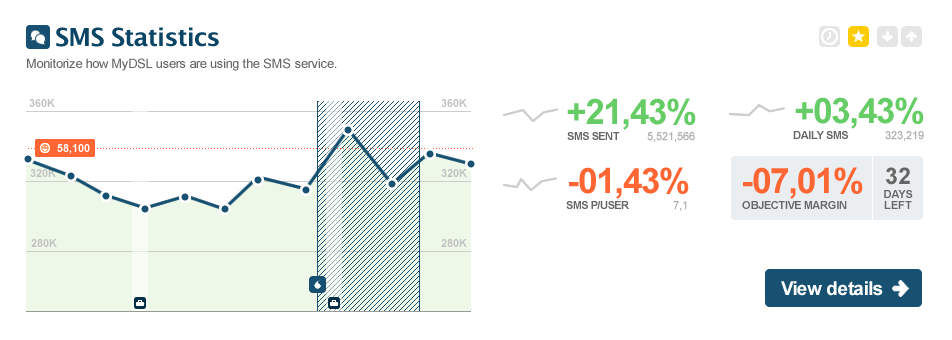 SMS Statistics
Monitorize how MyDSL users are using the SMS service.
360K 360K
58,100
320K 320K
280K 280K
+21,43%
SMS SENT 5,521,566
+03,43%
DAILY SMS 323,219
-01,43%
SMS P/USER 7,1
-07,01%
OBJECTIVE MARGIN
32
DAYS
LEFT
View details